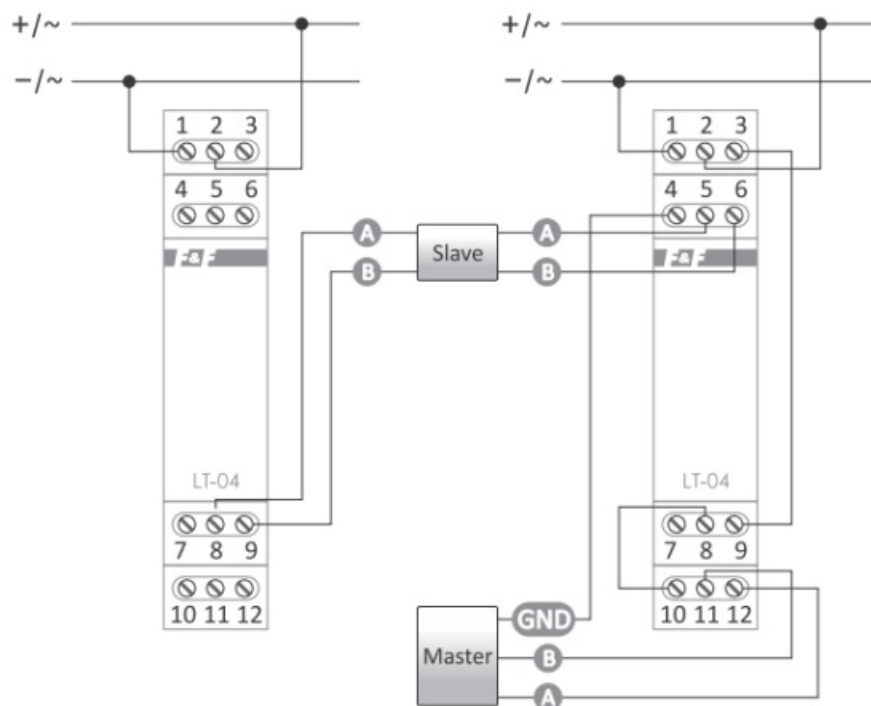 +/~ +/~
−/~ −/~
1 2 3 1 2 3
4 5 6 4 5 6
A A
Slave
F&F F&F
B B
LT-04 LT-04
7 8 9 7 8 9
10 11 12 10 11 12
GND
Master
B
A